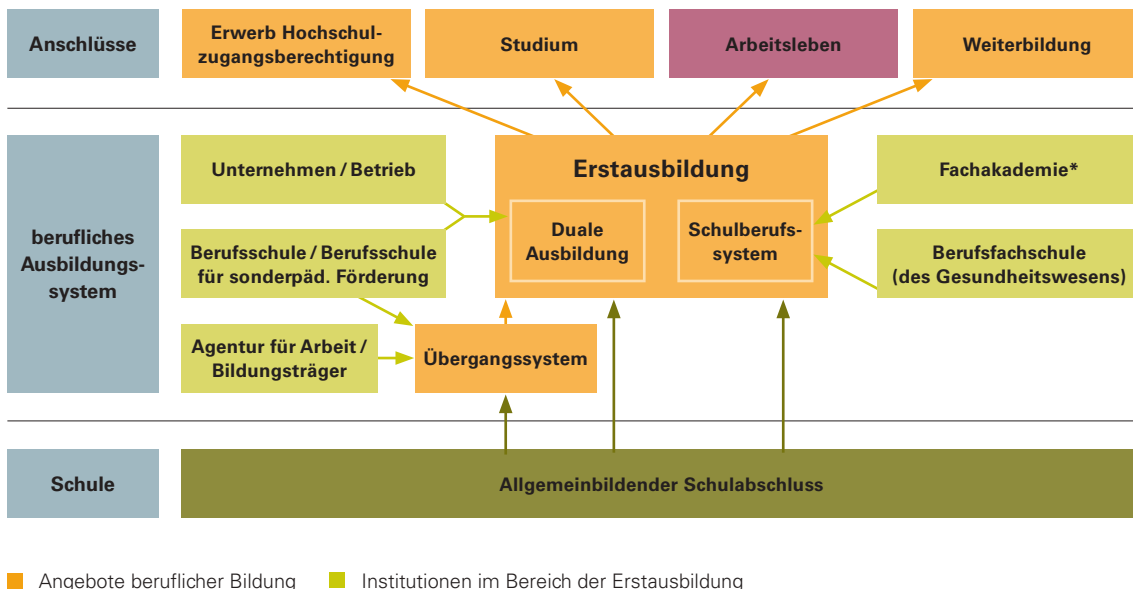 Anschlüsse
Erwerb Hochschul-
zugangsberechtigung
Studium
Arbeitsleben
Weiterbildung
berufliches
Ausbildungs-
system
Unternehmen / Betrieb
Berufsschule / Berufsschule
für sonderpäd. Förderung
Agentur für Arbeit /
Bildungsträger
Erstausbildung
Duale
Ausbildung
Schulberufs-
system
Übergangssystem
Fachakademie*
Berufsfachschule
(des Gesundheitswesens)
Schule
Allgemeinbildender Schulabschluss
Angebote beruflicher Bildung
Institutionen im Bereich der Erstausbildung